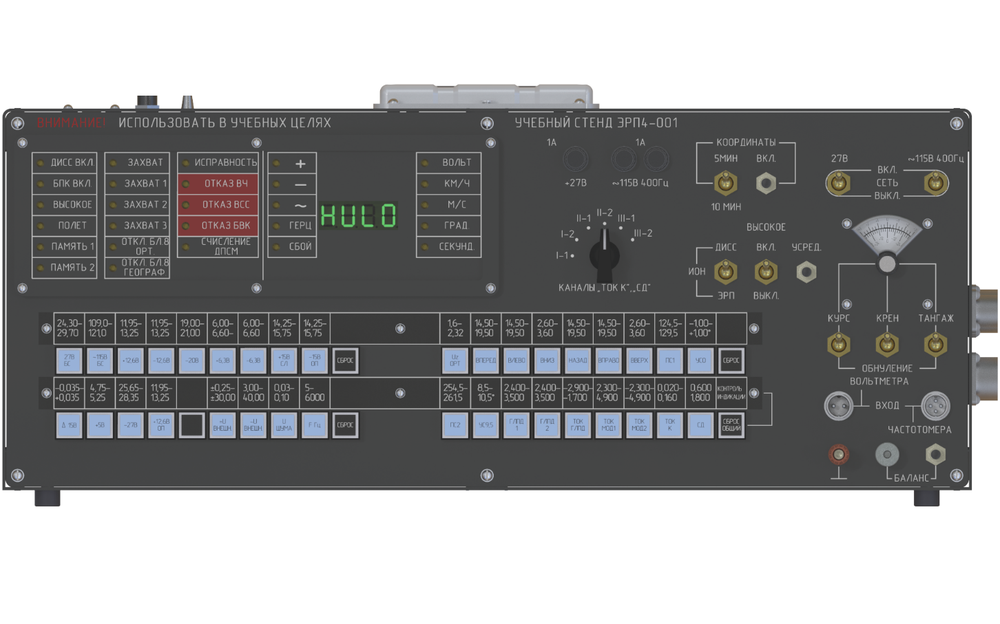 ВНИМАНИЕ! ИСПОЛЬЗОВАТЬ В УЧЕБНЫХ ЦЕЛЯХ
УЧЕБНЫЙ СТЕНД ЭРП4-001
ДИСС ВКЛ.
БПК ВКЛ.
ВЫСОКОЕ
ПОЛЕТ
ПАМЯТЬ 1
ПАМЯТЬ 2
ЗАХВАТ
ЗАХВАТ 1
ЗАХВАТ 2
ЗАХВАТ 3
ОТКЛ. БЛ.8
ОРТ.
ОТКЛ. БЛ.8
ГЕОГРАФ
ИСПРАВНОСТЬ
ОТКАЗ ВЧ
ОТКАЗ ВСС
ОТКАЗ БВК
СЧИСЛЕНИЕ
ДПСМ
+
−
~
ГЕРЦ
СБОЙ
HUL0
ВОЛЬТ
КМ/Ч
М/С
ГРАД.
СЕКУНД.
1А
1А
+27В
~115В 400Гц
КООРДИНАТЫ
5МИН
ВКЛ.
10 МИН
27В
~115В 400Гц
ВКЛ.
СЕТЬ
ВЫКЛ.
II-2
II-1
III-1
I-2
III-2
I-1
КАНАЛЫ „ТОК К",„СД"
ВЫСОКОЕ
ДИСС
ВКЛ.
УСРЕД.
ИОН
ЭРП
ВЫКЛ.
КУРС
КРЕН
ТАНГАЖ
ОБНУЛЕНИЕ
ВОЛЬТМЕТРА
ВХОД
ЧАСТОТОМЕРА
БАЛАНС
24,30- 109,0- 11,95- 11,95- 19,00- 6,00- 6,00- 14,25- 14,25-
29,70 121,0 13,25 13,25 21,00 6,60- 6,60 15,75 15,75
1,6- 14,50- 14,50- 2,60- 14,50- 14,50- 2,60- 124,5- -1,00-
2,32 19,50 19,50 3,60 19,50 19,50 3,60 129,5 +1,00°
27В -115В +12,6В -12,6В -20В +6,3В -6,3В +15В -15В СБРОС
БС БС СЛ ОП
Uz ВПЕРЕД ВЛЕВО ВНИЗ НАЗАД ВПРАВО ВВЕРХ ПС1 УСО СБРОС
ОРТ
-0,035- 4,75- 25,65- 11,95- ±0,25- 3,00- 0,03- 5-
+0,035 5,25 28,35 13,25 ±30,00 40,00 0,10 6000
254,5- 8,5- 2,400- 2,400- -2,900- 2,300- -2,300- 0,020- 0,600 КОНТРОЛЬ
261,5 10,5° 3,500 3,500 -1,700 4,900 -4,900 0,160 1,800 ИНДИКАЦИИ
Δ 15В +5В -27В +12,6В =U ~U U F Гц СБРОС
ОП ВНЕШН. ВНЕШН. ШУМА
ПС2 УС9,5 ГЛПД ГЛПД ТОК ТОК ТОК ТОК СД СБРОС
1 2 ГЛПД МОД1 МОД2 К ОБЩИЙ